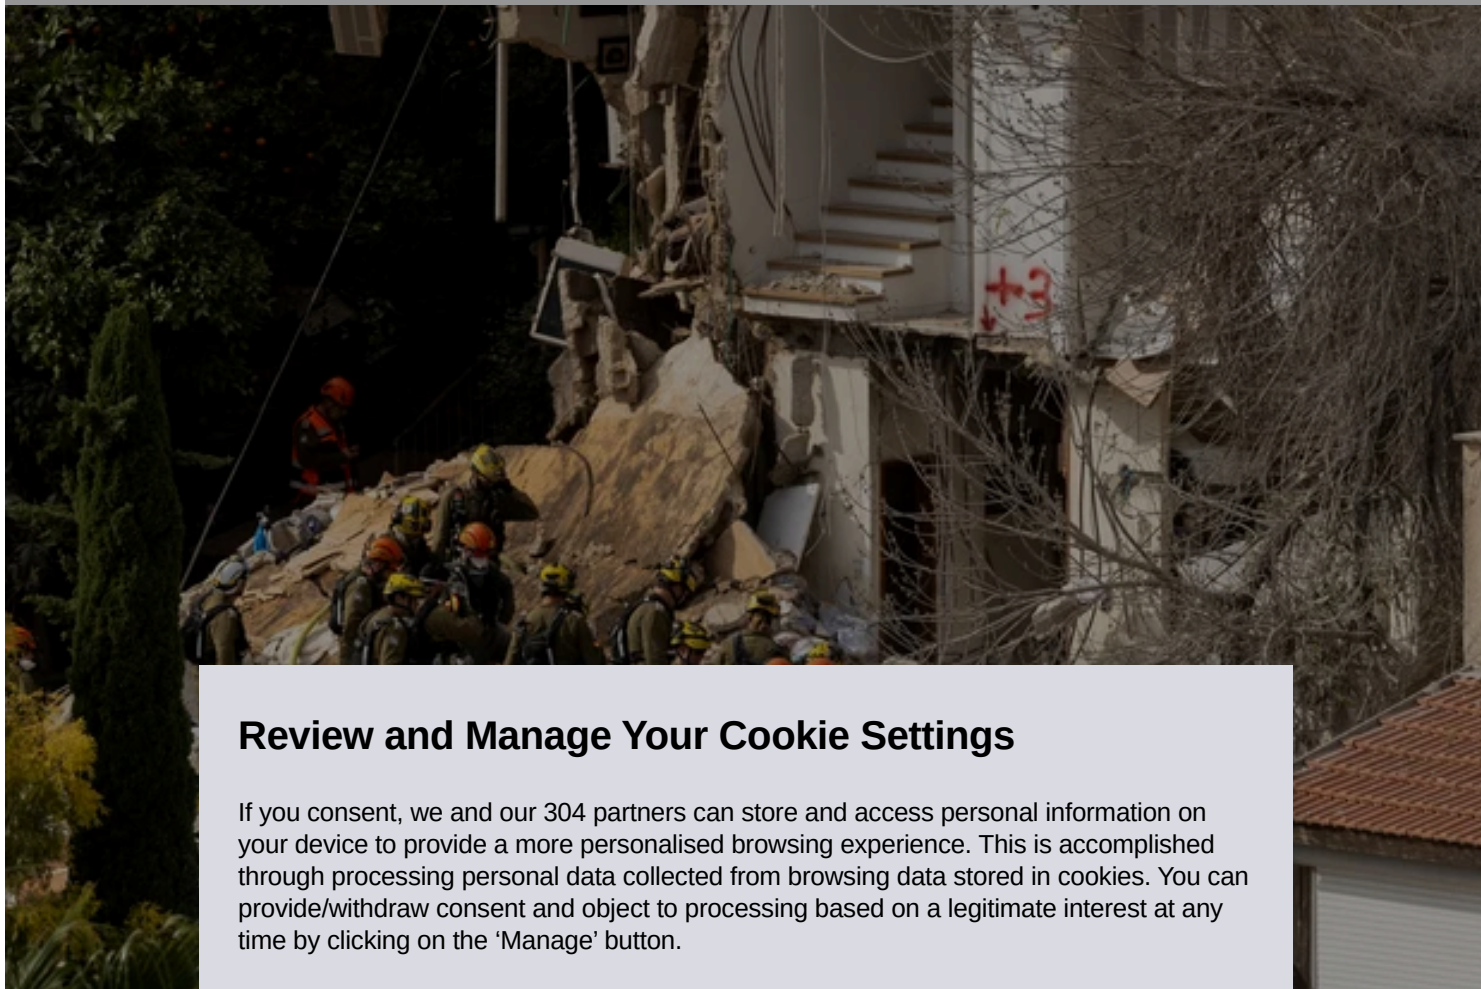 +3
Review and Manage Your Cookie Settings
If you consent, we and our 304 partners can store and access personal information on
your device to provide a more personalised browsing experience. This is accomplished
through processing personal data collected from browsing data stored in cookies. You can
provide/withdraw consent and object to processing based on a legitimate interest at any
time by clicking on the ‘Manage’ button.